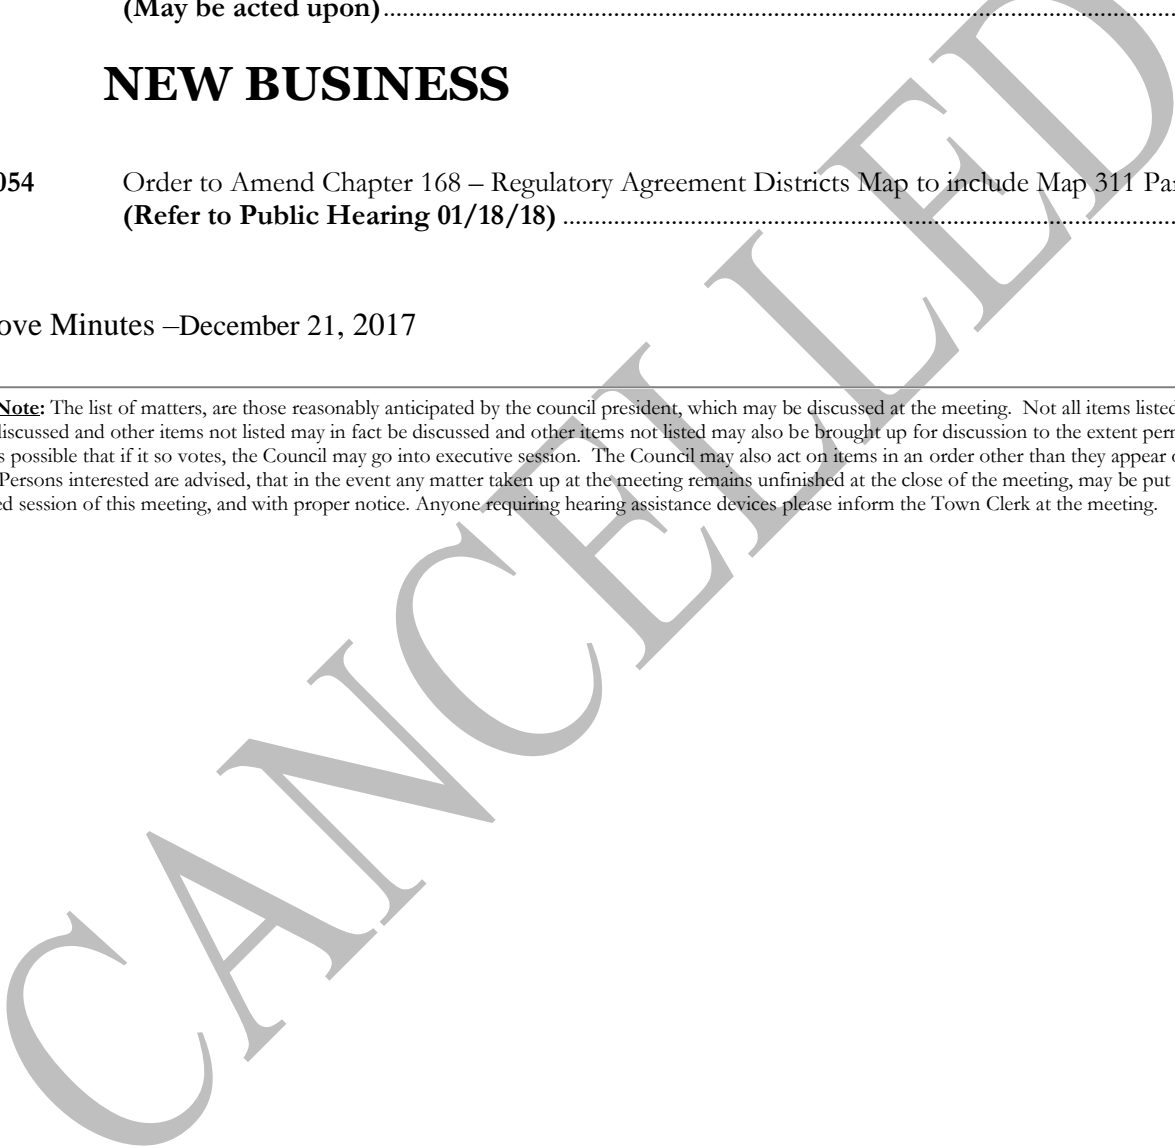 (May be acted upon)................................................................................
NEW BUSINESS
054 Order to Amend Chapter 168 – Regulatory Agreement Districts Map to include Map 311
(Refer to Public Hearing 01/18/18) ................................................................................
Minutes –December 21, 2017
Note: The list of matters, are those reasonably anticipated by the council president, which may be discussed at the meeting.  Not all items listed
discussed and other items not listed may in fact be discussed and other items not listed may also be brought up for discussion to the extent
possible that if it so votes, the Council may go into executive session.  The Council may also act on items in an order other than they appear
Persons interested are advised, that in the event any matter taken up at the meeting remains unfinished at the close of the meeting, may be put
session of this meeting, and with proper notice. Anyone requiring hearing assistance devices please inform the Town Clerk at the meeting.
CANCELLED